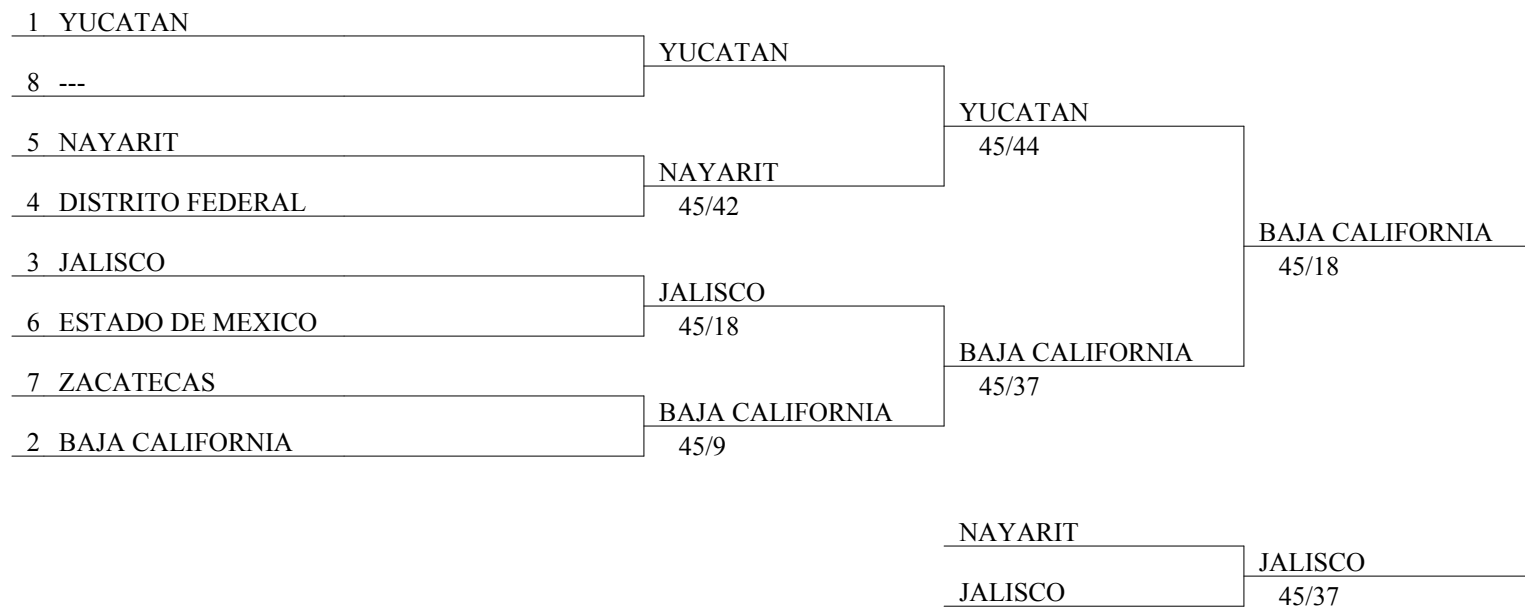 1 YUCATAN
8 ---
5 NAYARIT
4 DISTRITO FEDERAL
3 JALISCO
6 ESTADO DE MEXICO
7 ZACATECAS
2 BAJA CALIFORNIA
YUCATAN
NAYARIT
45/42
JALISCO
45/18
BAJA CALIFORNIA
45/9
YUCATAN
45/44
BAJA CALIFORNIA
45/37
BAJA CALIFORNIA
45/18
NAYARIT
JALISCO
JALISCO
45/37